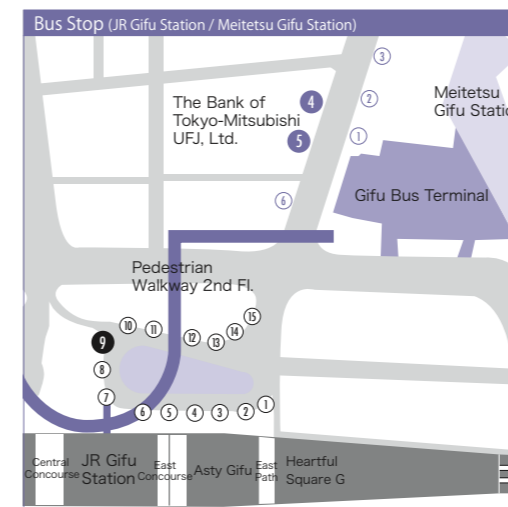 Bus Stop (JR Gifu Station / Meitetsu Gifu Station)
3
2
1
4
5
6
The Bank of
Tokyo-Mitsubishi
UFJ, Ltd.
Meitetsu
Gifu Statio
Gifu Bus Terminal
Pedestrian
Walkway 2nd Fl.
15
14
13
12
11
10
9
8
7
6
5
4
3
2
1
Central
Concourse
JR Gifu
Station
East
Concourse
Asty Gifu
East
Path
Heartful
Square G